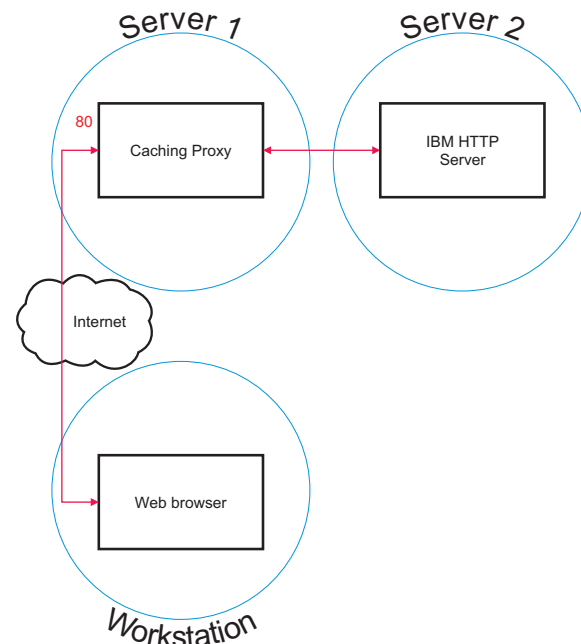 Server 1
Server 2
80
Caching Proxy
IBM HTTP
Server
Internet
Web browser
Workstation